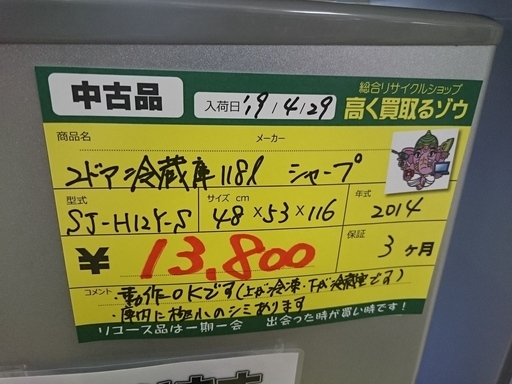 中古品 入荷日 '19/4/29 総合リサイクルショップ
高く買取るゾウ
商品名 メーカー
2ドア冷蔵庫118l シャープ
型式 サイズ cm 年式
SJ-H12Y-S 48×53×116 2014
¥ 13,800 保証 3ヶ月
コメント ・動作OKです(上が冷凍・下が冷蔵室です)
・庫内に極小のシミあります
リユース品は一期一会 出会った時が買い時です!